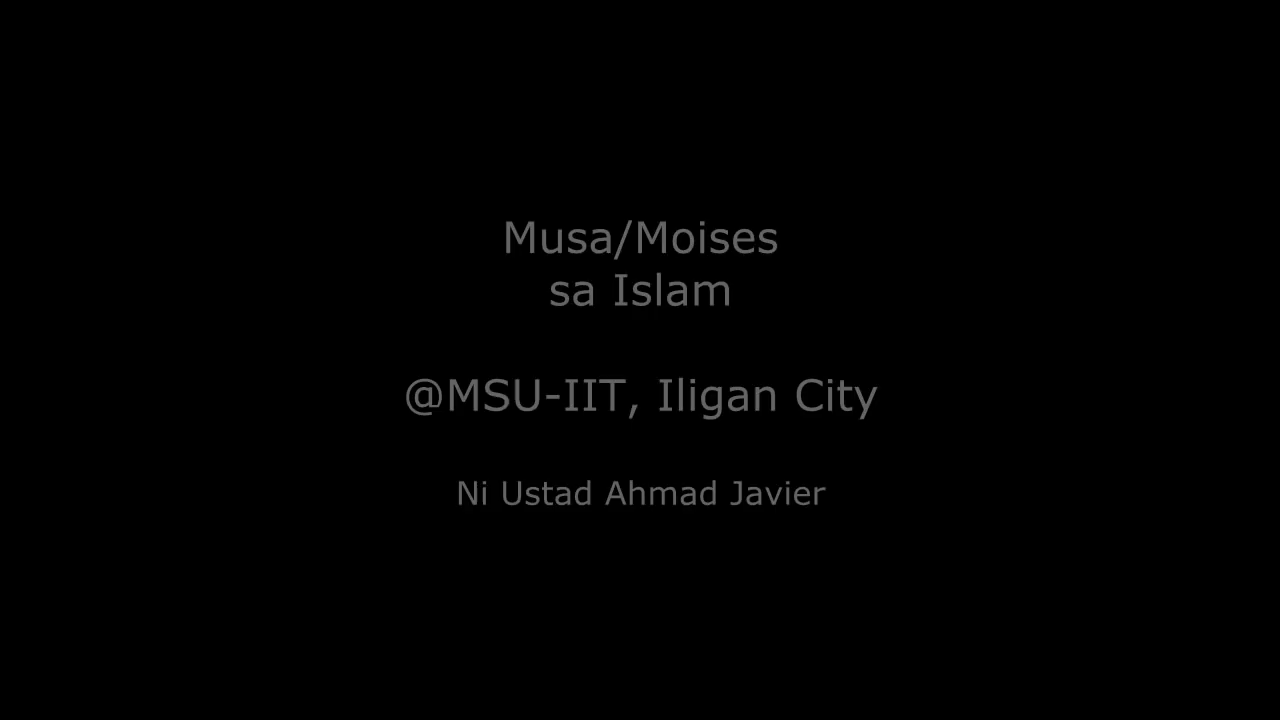 Musa/Moises
sa Islam
@MSU-IIT, Iligan City
Ni Ustad Ahmad Javier